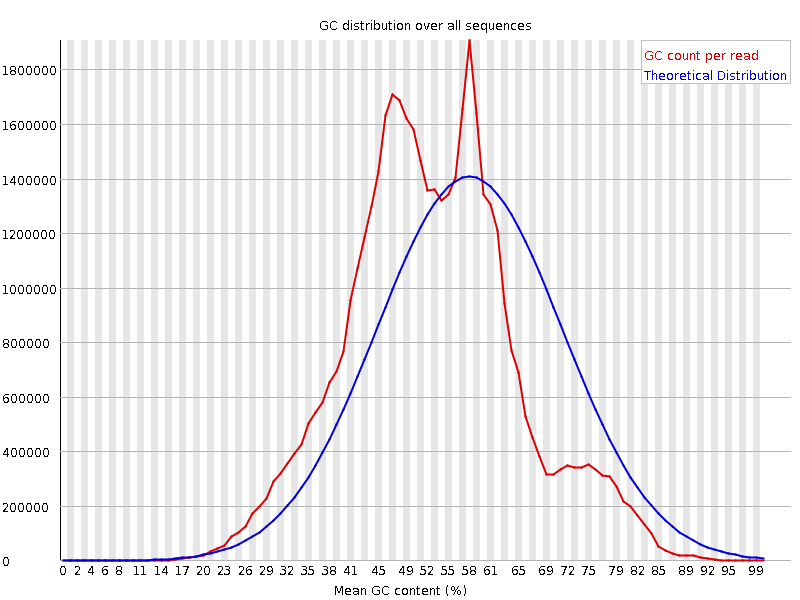 GC distribution over all sequences
GC count per read
Theoretical Distribution
1800000
1600000
1400000
1200000
1000000
800000
600000
400000
200000
0
0 2 4 6 8 11 14 17 20 23 26 29 32 35 38 41 45 49 52 55 58 61 65 69 72 75 79 82 85 89 92 95 99
Mean GC content (%)